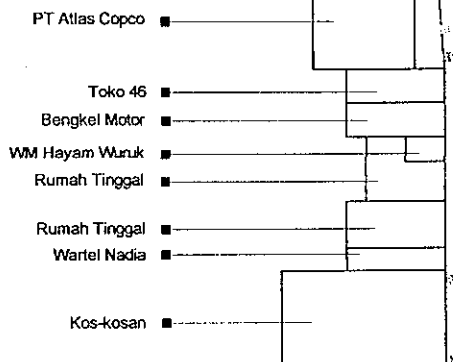 PT Atlas Copco
Toko 46
Bengkel Motor
WM Hayam Wuruk
Rumah Tinggal
Rumah Tinggal
Wartel Nadia
Kos-kosan